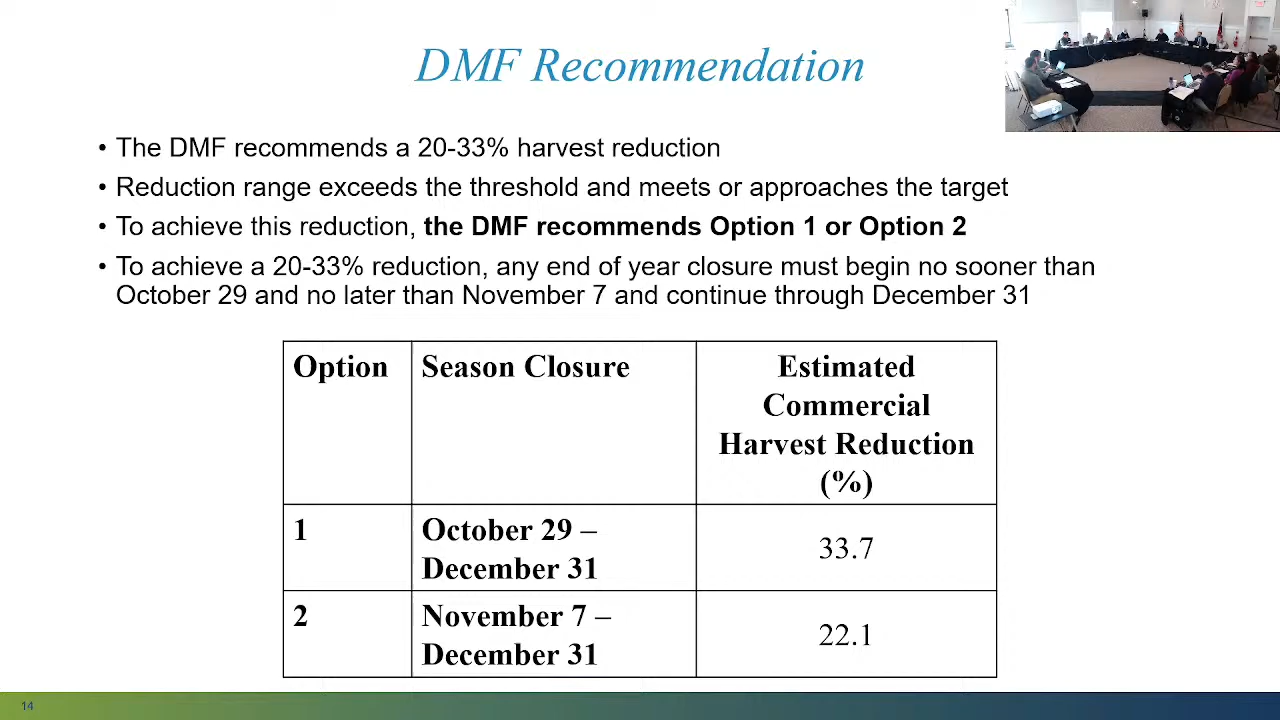 DMF Recommendation
• The DMF recommends a 20-33% harvest reduction
• Reduction range exceeds the threshold and meets or approaches the target
• To achieve this reduction, the DMF recommends Option 1 or Option 2
• To achieve a 20-33% reduction, any end of year closure must begin no sooner than
October 29 and no later than November 7 and continue through December 31
Option
Season Closure
Estimated
Commercial
Harvest Reduction
(%)
1
October 29 –
December 31
33.7
2
November 7 –
December 31
22.1
14